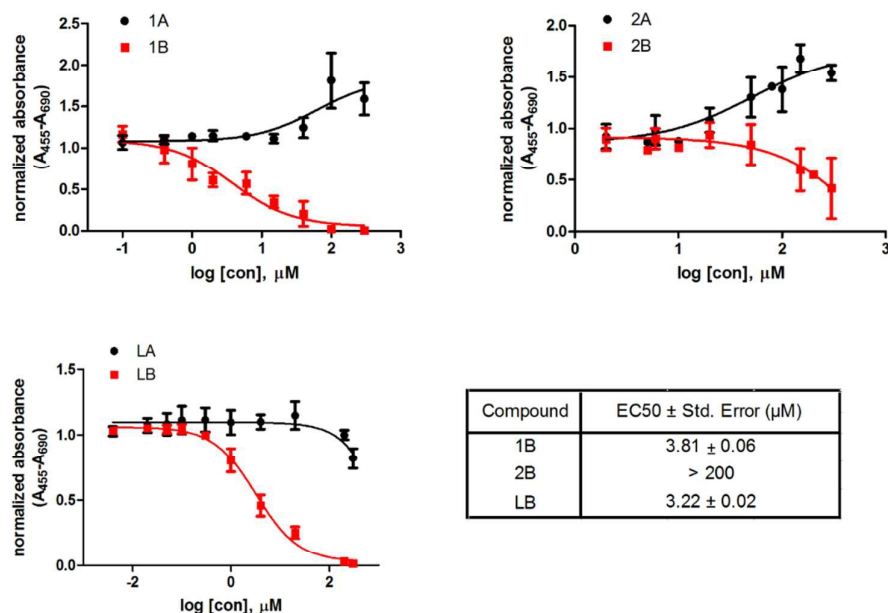 1A
1B
normalized absorbance
(A455-A690)
2.5
2.0
1.5
1.0
0.5
0.0
-1
0
1
2
3
log [con], μM
2A
2B
normalized absorbance
(A455-A690)
2.0
1.5
1.0
0.5
0.0
0
1
2
3
log [con], μM
LA
LB
normalized absorbance
(A455-A690)
1.5
1.0
0.5
0.0
-2
0
2
log [con], μM
Compound EC50 ± Std. Error (μM)
1B 3.81 ± 0.06
2B > 200
LB 3.22 ± 0.02